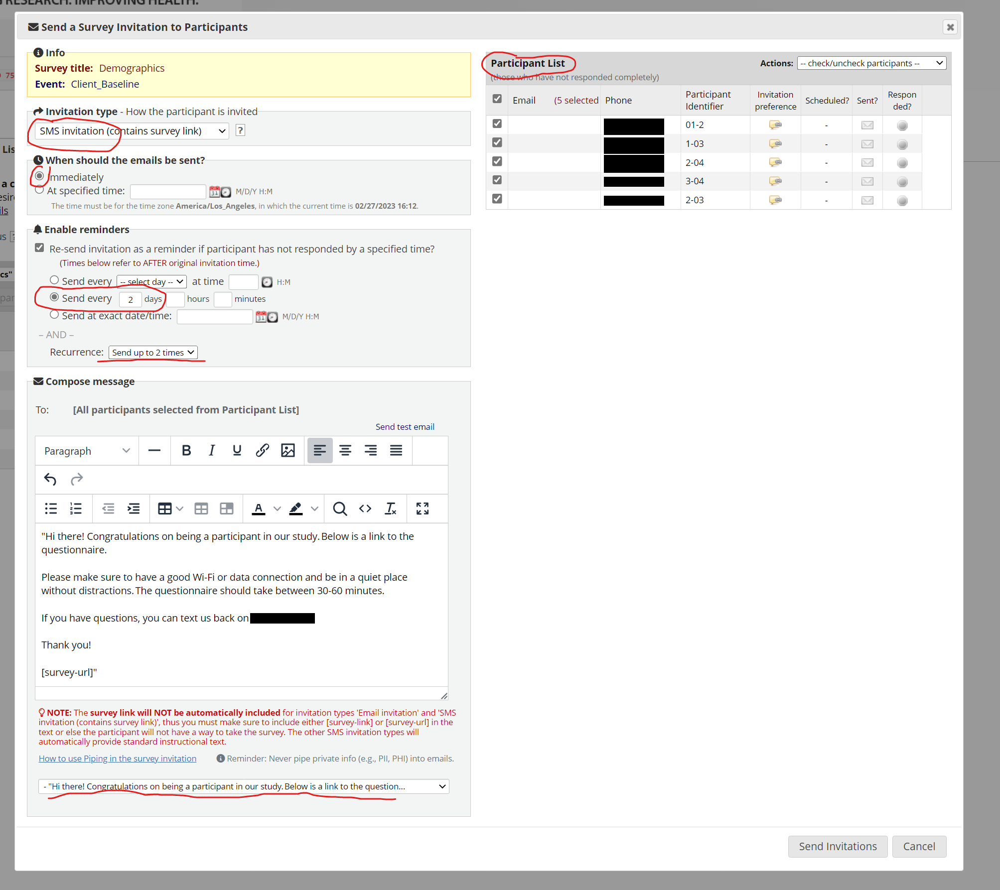 RESEARCH. IMPROVING HEALTH.
Send a Survey Invitation to Participants
Info
Survey title: Demographics
Event: Client_Baseline
Invitation type - How the participant is invited
SMS invitation (contains survey link)
?
When should the emails be sent?
Immediately
At specified time: 31 M/D/Y H:M
The time must be for the time zone America/Los_Angeles, in which the current time is 02/27/2023 16:12.
Enable reminders
Re-send invitation as a reminder if participant has not responded by a specified time?
(Times below refer to AFTER original invitation time.)
Send every -- select day -- at time H:M
Send every 2 days hours minutes
Send at exact date/time: 31 M/D/Y H:M
– AND –
Recurrence: Send up to 2 times
Compose message
To: [All participants selected from Participant List]
Send test email
Paragraph
"Hi there! Congratulations on being a participant in our study. Below is a link to the
questionnaire.
Please make sure to have a good Wi-Fi or data connection and be in a quiet place
without distractions. The questionnaire should take between 30-60 minutes.
If you have questions, you can text us back on
Thank you!
[survey-url]"
NOTE: The survey link will NOT be automatically included for invitation types 'Email invitation' and 'SMS
invitation (contains survey link)', thus you must make sure to include either [survey-link] or [survey-url] in the
text or else the participant will not have a way to take the survey. The other SMS invitation types will
automatically provide standard instructional text.
How to use Piping in the survey invitation Reminder: Never pipe private info (e.g., PII, PHI) into emails.
- "Hi there! Congratulations on being a participant in our study. Below is a link to the question...
Participant List
Actions: -- check/uncheck participants --
(those who have not responded completely)
Email (5 selected Phone Participant Identifier Invitation preference Scheduled? Sent? Respon ded?
01-2 -
1-03 -
2-04 -
3-04 -
2-03 -
Send Invitations Cancel